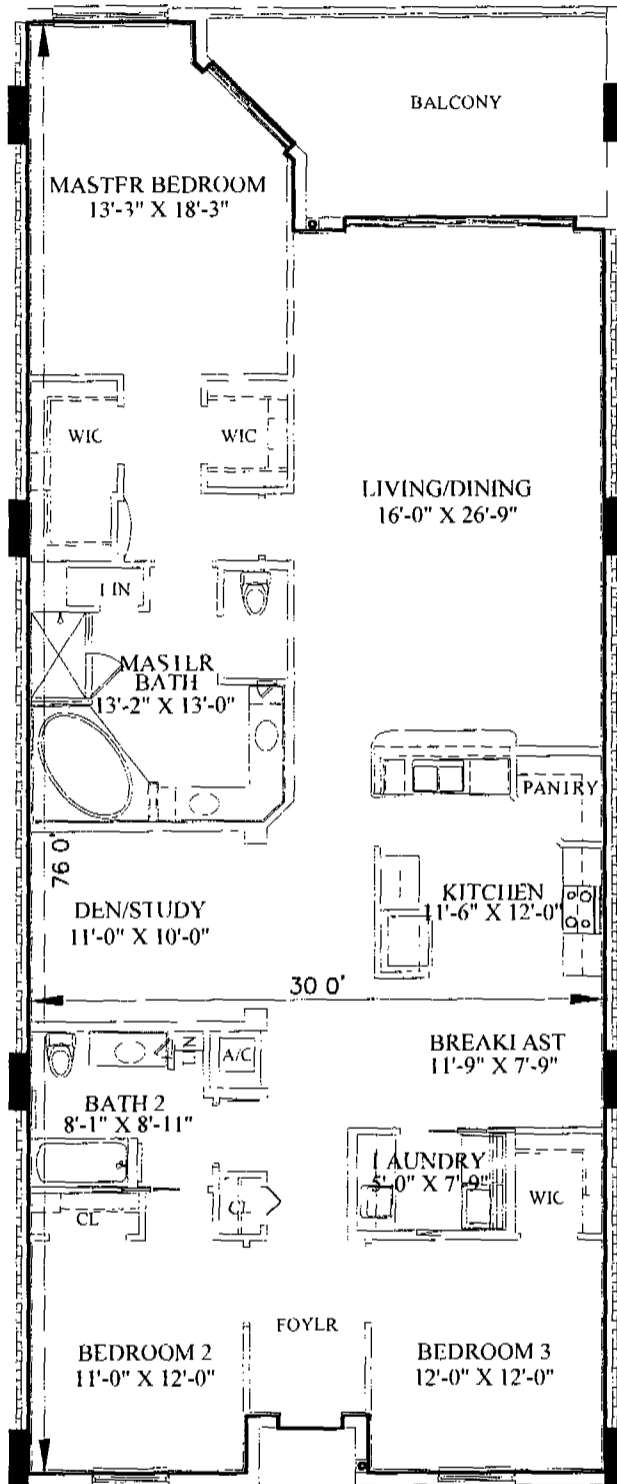 BALCONY
MASTFR BEDROOM
13'-3" X 18'-3"
WIC
WIC
LIVING/DINING
16'-0" X 26'-9"
I IN
MASILR
BATH
13'-2" X 13'-0"
PANIRY
KITCHEN
11'-6" X 12'-0"
76 0'
DEN/STUDY
11'-0" X 10'-0"
30 0'
BREAKI AST
11'-9" X 7'-9"
LIN
A/C
BATH 2
8'-1" X 8'-11"
I AUNDRY
5'-0" X 7'-9"
WIC
CL
CL
FOYLR
BEDROOM 2
11'-0" X 12'-0"
BEDROOM 3
12'-0" X 12'-0"